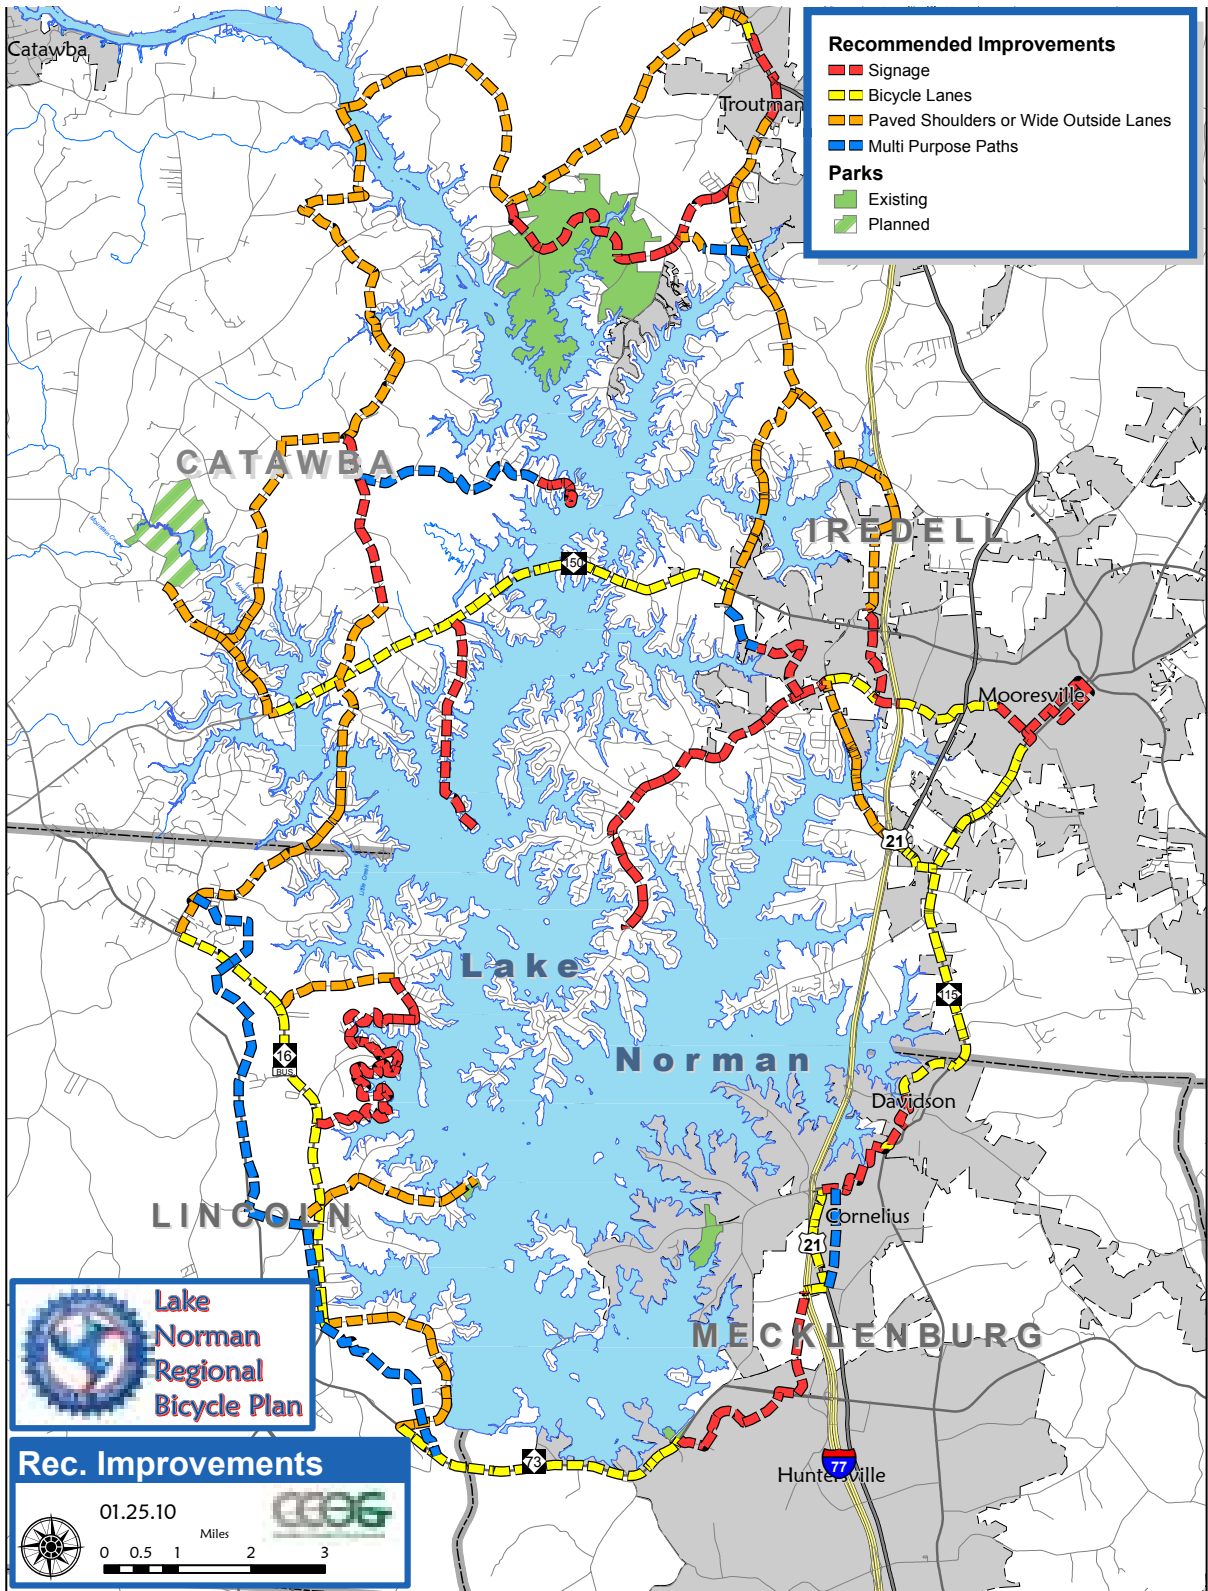 Catawba
Troutman
Recommended Improvements
Signage
Bicycle Lanes
Paved Shoulders or Wide Outside Lanes
Multi Purpose Paths
Parks
Existing
Planned
CATAWBA
IREDELL
150
Mooresville
21
Lake
Norman
115
16
BUS
Davidson
LINCOLN
Cornelius
21
MECKLENBURG
Lake
Norman
Regional
Bicycle Plan
73
77
Huntersville
Rec. Improvements
01.25.10
CCOG
Miles
0 0.5 1 2 3